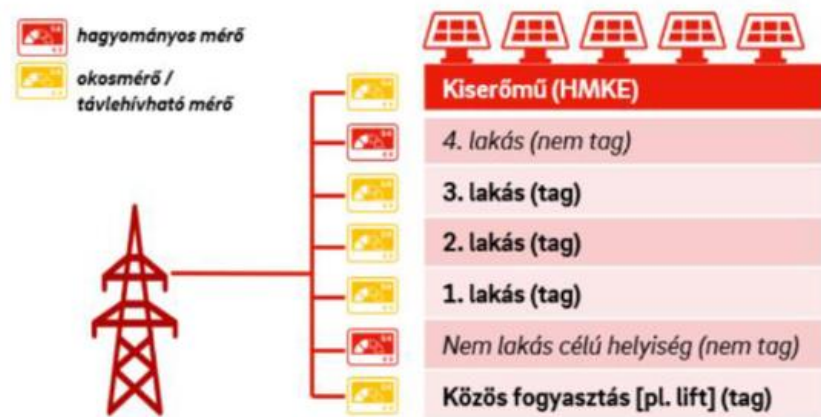 hagyományos mérő
okosmérő /
távlehívható mérő
Kiserőmű (HMKE)
4. lakás (nem tag)
3. lakás (tag)
2. lakás (tag)
1. lakás (tag)
Nem lakás célú helyiség (nem tag)
Közös fogyasztás [pl. lift] (tag)